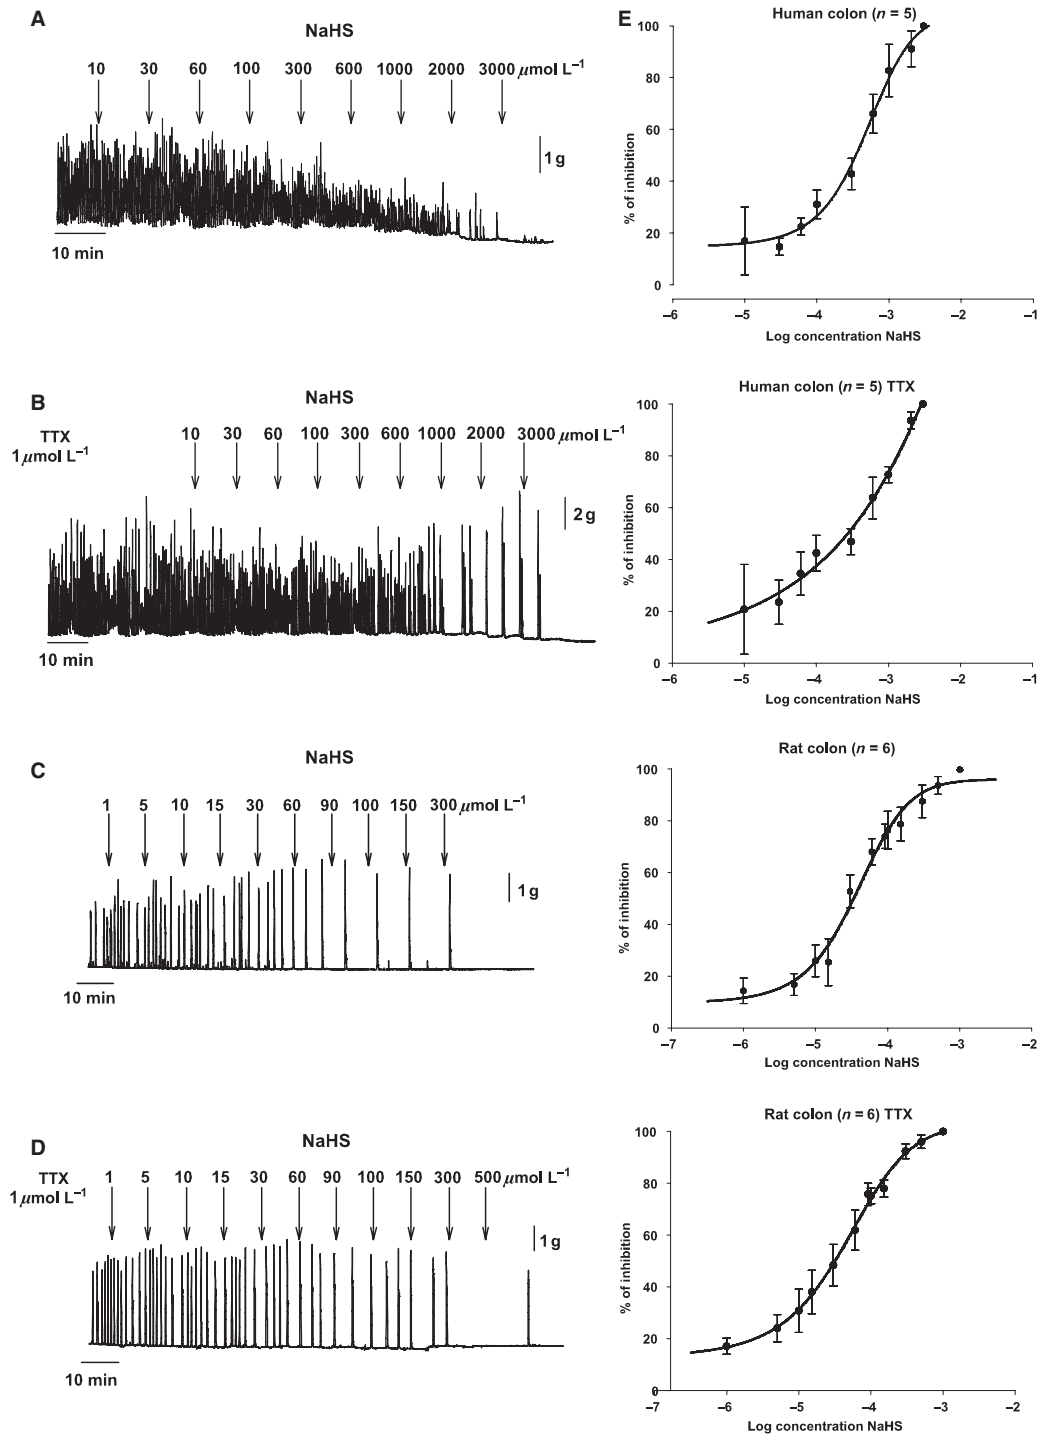 A
NaHS
10 30 60 100 300 600 1000 2000 3000 μmol L⁻¹
1 g
10 min
B
NaHS
TTX
1 μmol L⁻¹
10 30 60 100 300 600 1000 2000 3000 μmol L⁻¹
2 g
10 min
C
NaHS
1 5 10 15 30 60 90 100 150 300 μmol L⁻¹
1 g
10 min
D
NaHS
TTX
1 μmol L⁻¹
1 5 10 15 30 60 90 100 150 300 500 μmol L⁻¹
1 g
10 min
E
Human colon (n = 5)
% of inhibition
100
80
60
40
20
0
–6 –5 –4 –3 –2 –1
Log concentration NaHS
Human colon (n = 5) TTX
% of inhibition
100
80
60
40
20
0
–6 –5 –4 –3 –2 –1
Log concentration NaHS
Rat colon (n = 6)
% of inhibition
100
80
60
40
20
0
–7 –6 –5 –4 –3 –2
Log concentration NaHS
Rat colon (n = 6) TTX
% of inhibition
100
80
60
40
20
0
–7 –6 –5 –4 –3 –2
Log concentration NaHS